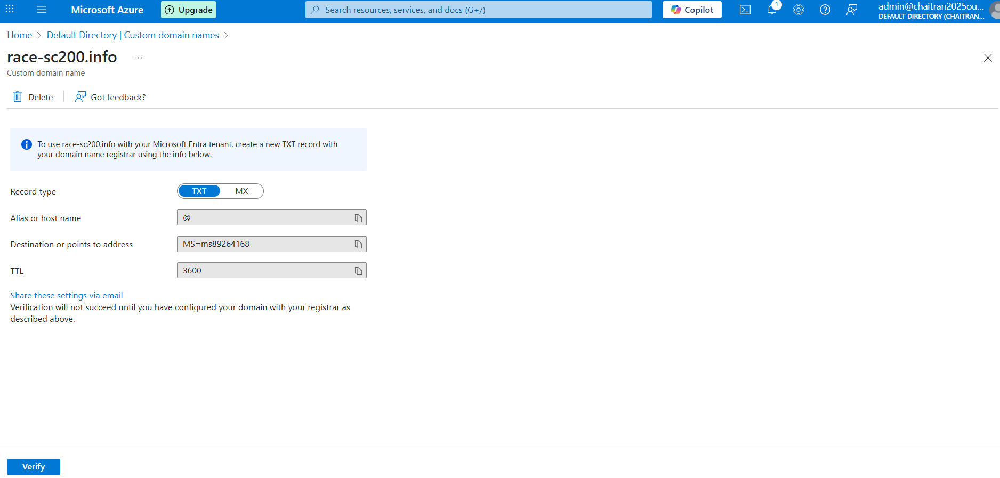 Microsoft Azure
Upgrade
Search resources, services, and docs (G+/)
Copilot
1
admin@chaitran2025ou...
DEFAULT DIRECTORY (CHAITRAN...
Home > Default Directory | Custom domain names >
race-sc200.info ...
Custom domain name
Delete
Got feedback?
To use race-sc200.info with your Microsoft Entra tenant, create a new TXT record with
your domain name registrar using the info below.
Record type
TXT MX
Alias or host name
@
Destination or points to address
MS=ms89264168
TTL
3600
Share these settings via email
Verification will not succeed until you have configured your domain with your registrar as
described above.
Verify